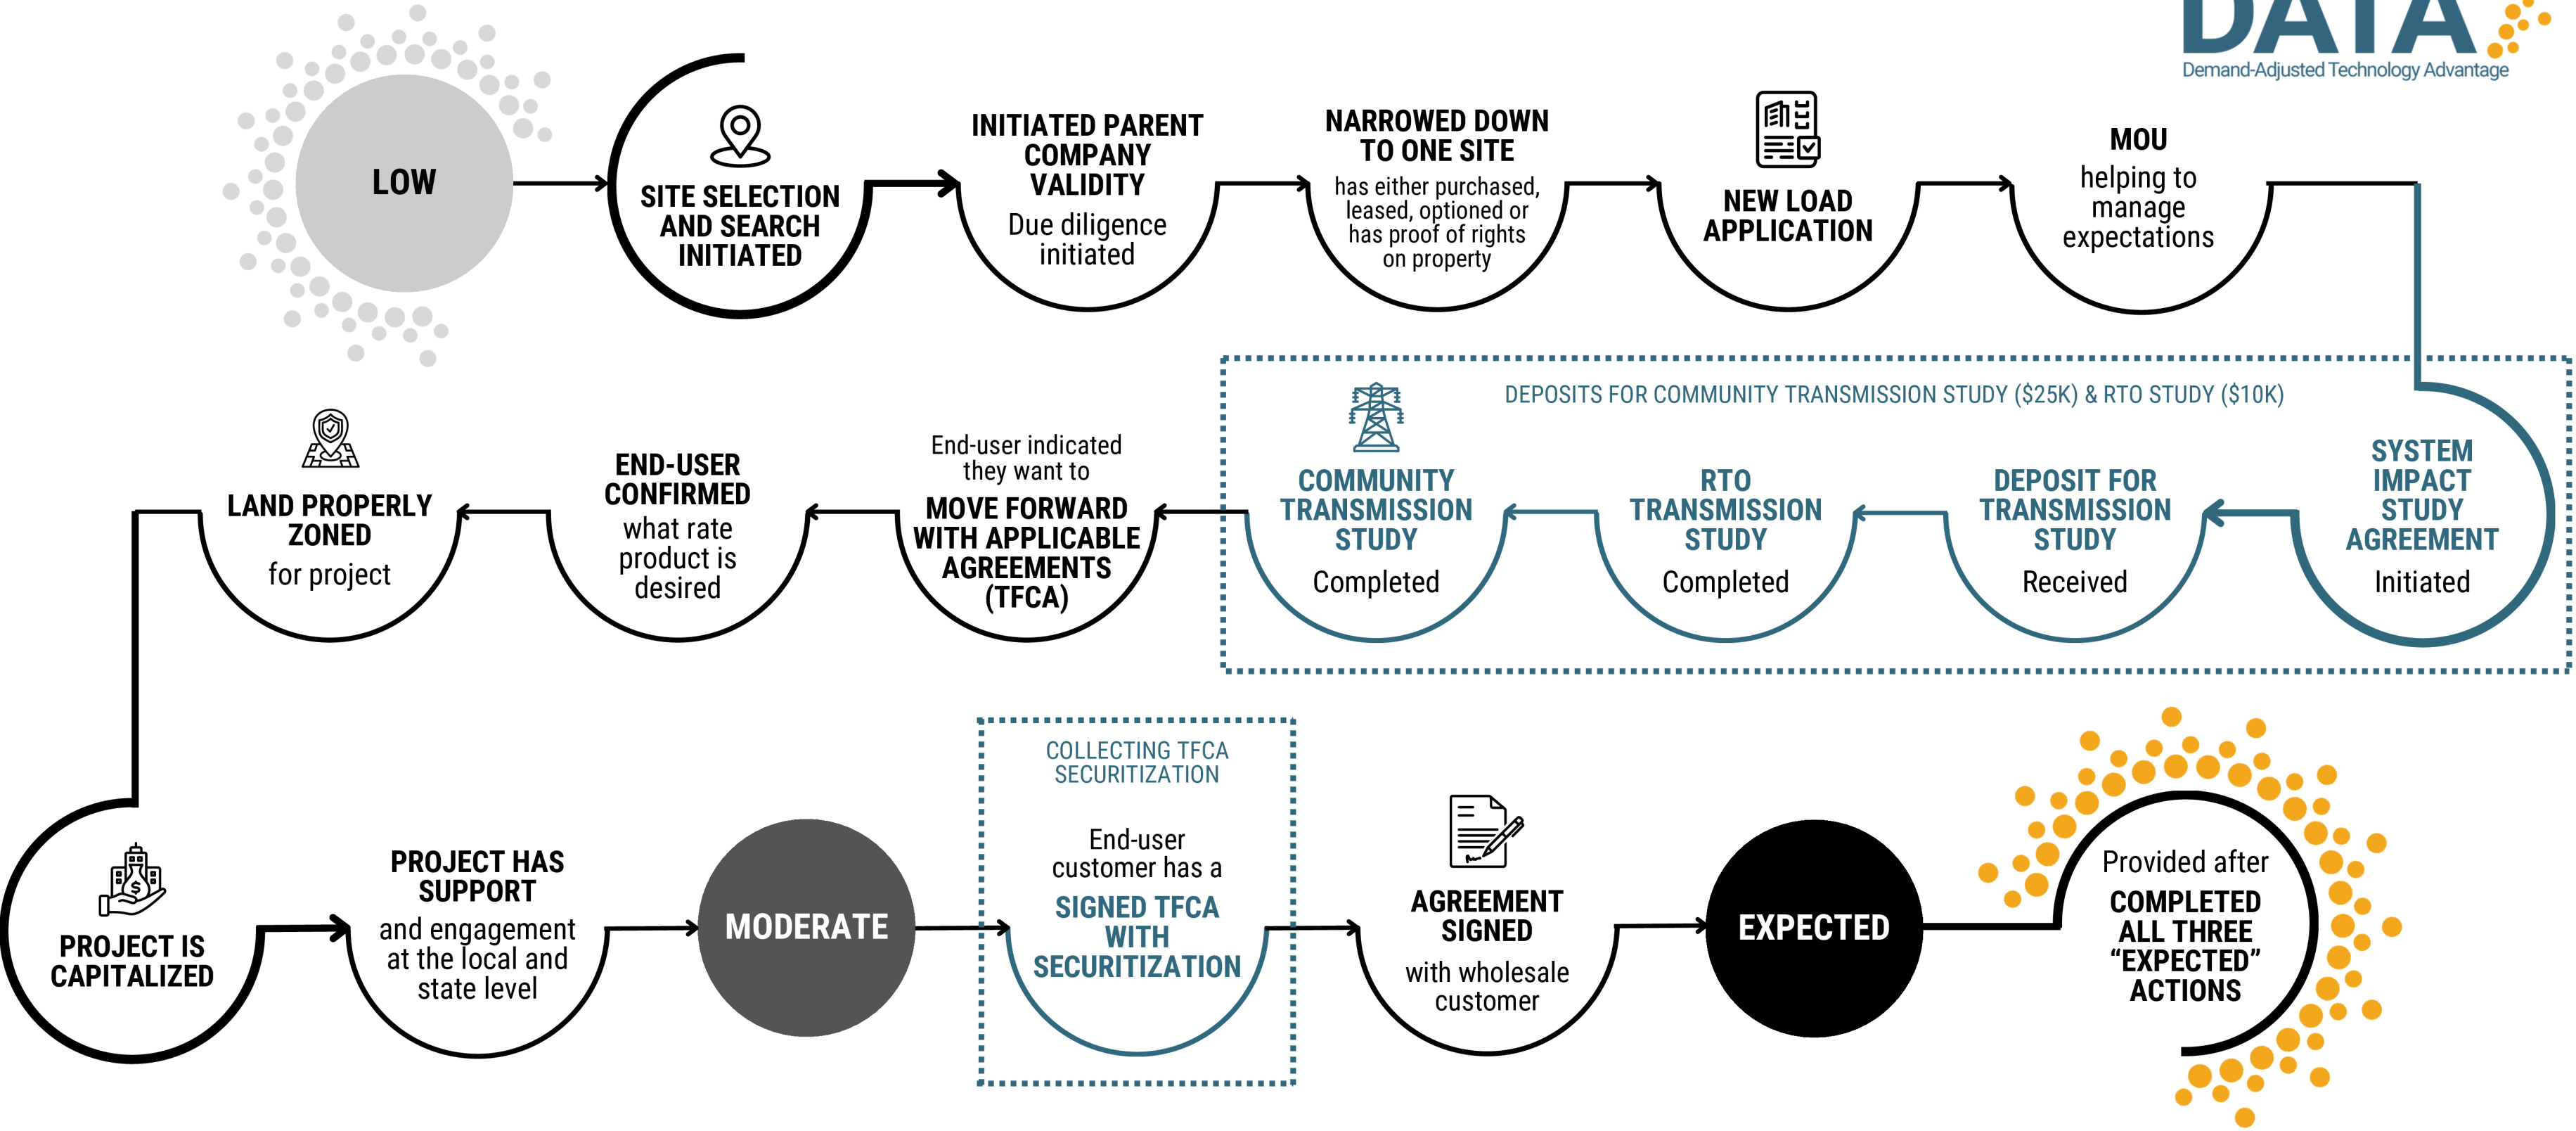 DATA
Demand-Adjusted Technology Advantage
LOW
SITE SELECTION
AND SEARCH
INITIATED
INITIATED PARENT
COMPANY
VALIDITY
Due diligence
initiated
NARROWED DOWN
TO ONE SITE
has either purchased,
leased, optioned or
has proof of rights
on property
NEW LOAD
APPLICATION
MOU
helping to
manage
expectations
DEPOSITS FOR COMMUNITY TRANSMISSION STUDY ($25K) & RTO STUDY ($10K)
SYSTEM
IMPACT
STUDY
AGREEMENT
Initiated
DEPOSIT FOR
TRANSMISSION
STUDY
Received
RTO
TRANSMISSION
STUDY
Completed
COMMUNITY
TRANSMISSION
STUDY
Completed
End-user indicated
they want to
MOVE FORWARD
WITH APPLICABLE
AGREEMENTS
(TFCA)
END-USER
CONFIRMED
what rate
product is
desired
LAND PROPERLY
ZONED
for project
PROJECT IS
CAPITALIZED
PROJECT HAS
SUPPORT
and engagement
at the local and
state level
MODERATE
COLLECTING TFCA
SECURITIZATION
End-user
customer has a
SIGNED TFCA
WITH
SECURITIZATION
AGREEMENT
SIGNED
with wholesale
customer
EXPECTED
Provided after
COMPLETED
ALL THREE
“EXPECTED”
ACTIONS